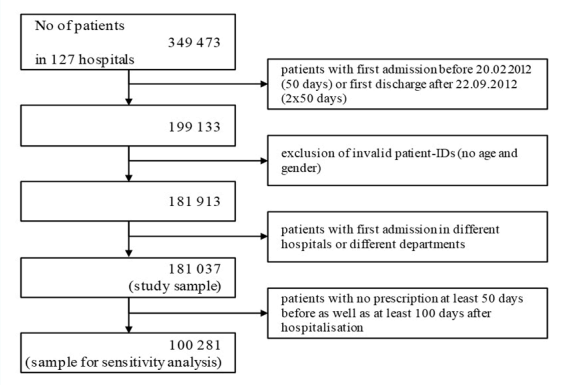 No of patients
349 473
in 127 hospitals
patients with first admission before 20.022012
(50 days) or first discharge after 22.09.2012
(2x50 days)
199 133
exclusion of invalid patient-IDs (no age and
gender)
181 913
patients with first admission in different
hospitals or different departments
181 037
(study sample)
patients with no prescription at least 50 days
before as well as at least 100 days after
hospitalisation
100 281
(sample for sensitivity analysis)